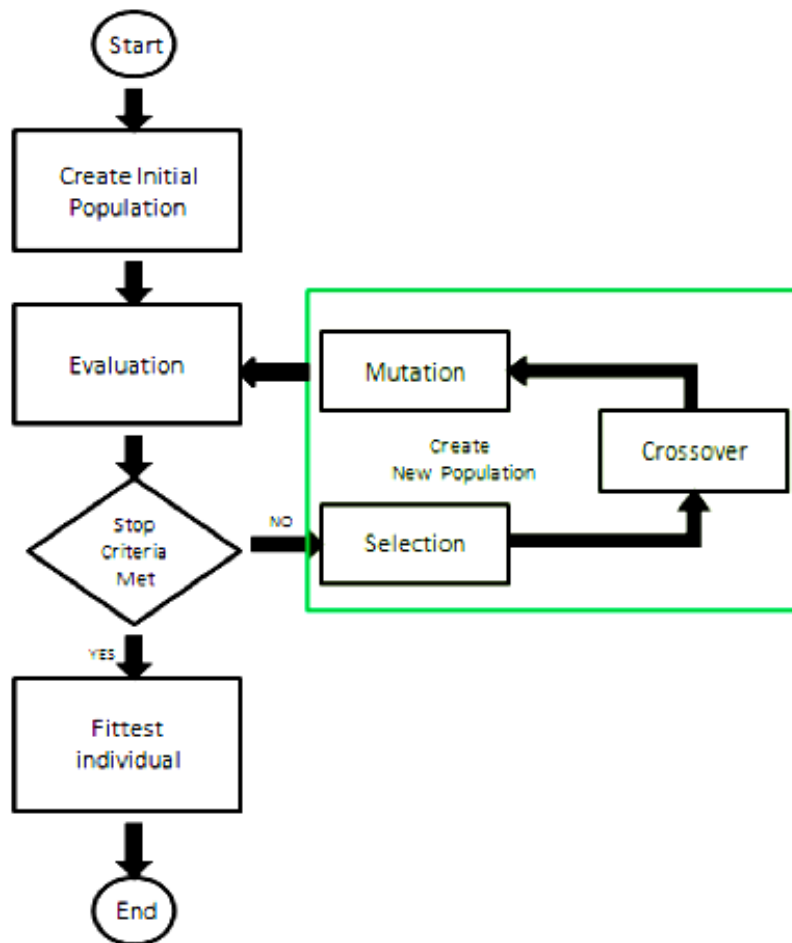 Start
Create Initial
Population
Evaluation
Mutation
Create
New Population
Crossover
Stop
Criteria
Met
NO
Selection
YES
Fittest
individual
End